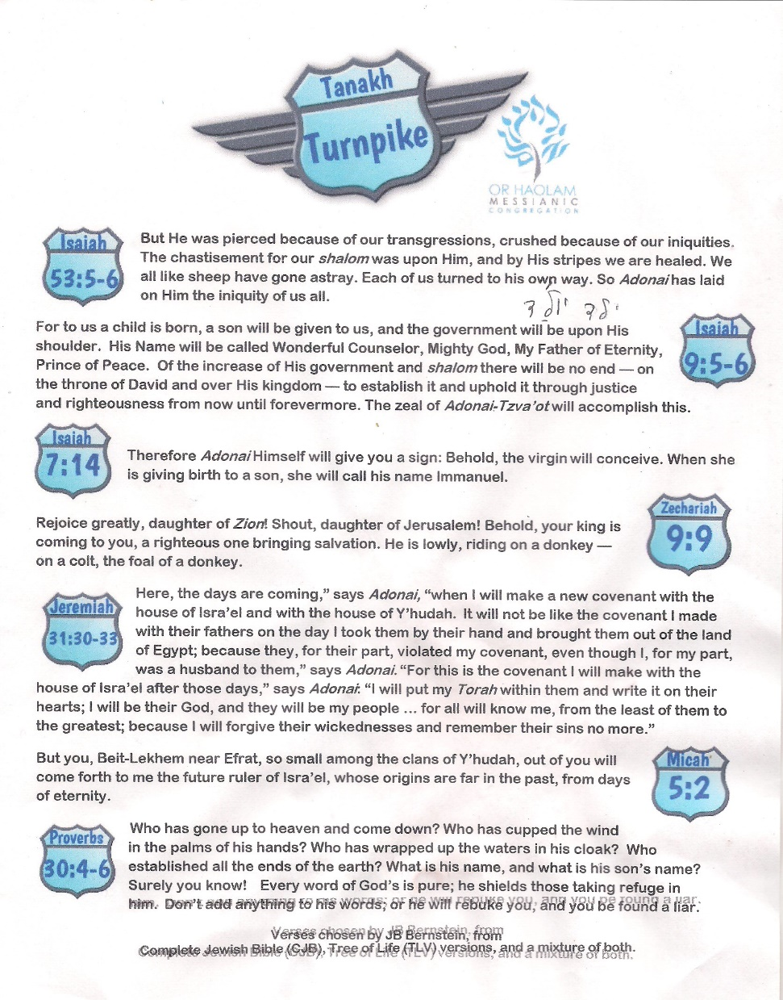 Tanakh
Turnpike
OR HAOLAM
MESSIANIC
CONGREGATION
Isaiah
53:5-6
But He was pierced because of our transgressions, crushed because of our iniquities.
The chastisement for our shalom was upon Him, and by His stripes we are healed. We
all like sheep have gone astray. Each of us turned to his own way. So Adonai has laid
on Him the iniquity of us all.
For to us a child is born, a son will be given to us, and the government will be upon His
shoulder. His Name will be called Wonderful Counselor, Mighty God, My Father of Eternity,
Prince of Peace. Of the increase of His government and shalom there will be no end — on
the throne of David and over His kingdom — to establish it and uphold it through justice
and righteousness from now until forevermore. The zeal of Adonai-Tzva'ot will accomplish this.
Isaiah
9:5-6
Isaiah
7:14
Therefore Adonai Himself will give you a sign: Behold, the virgin will conceive. When she
is giving birth to a son, she will call his name Immanuel.
Rejoice greatly, daughter of Zion! Shout, daughter of Jerusalem! Behold, your king is
coming to you, a righteous one bringing salvation. He is lowly, riding on a donkey —
on a colt, the foal of a donkey.
Zechariah
9:9
Jeremiah
31:30-33
Here, the days are coming," says Adonai, "when I will make a new covenant with the
house of Isra'el and with the house of Y'hudah. It will not be like the covenant I made
with their fathers on the day I took them by their hand and brought them out of the land
of Egypt; because they, for their part, violated my covenant, even though I, for my part,
was a husband to them," says Adonai. "For this is the covenant I will make with the
house of Isra'el after those days," says Adonai: "I will put my Torah within them and write it on their
hearts; I will be their God, and they will be my people ... for all will know me, from the least of them to
the greatest; because I will forgive their wickednesses and remember their sins no more."
But you, Beit-Lekhem near Efrat, so small among the clans of Y'hudah, out of you will
come forth to me the future ruler of Isra'el, whose origins are far in the past, from days
of eternity.
Micah
5:2
Proverbs
30:4-6
Who has gone up to heaven and come down? Who has cupped the wind
in the palms of his hands? Who has wrapped up the waters in his cloak? Who
established all the ends of the earth? What is his name, and what is his son's name?
Surely you know! Every word of God's is pure; he shields those taking refuge in
him. Don't add anything to his words; or he will rebuke you, and you be found a liar.
Verses chosen by JB Bernstein, from
Complete Jewish Bible (CJB), Tree of Life (TLV) versions, and a mixture of both.